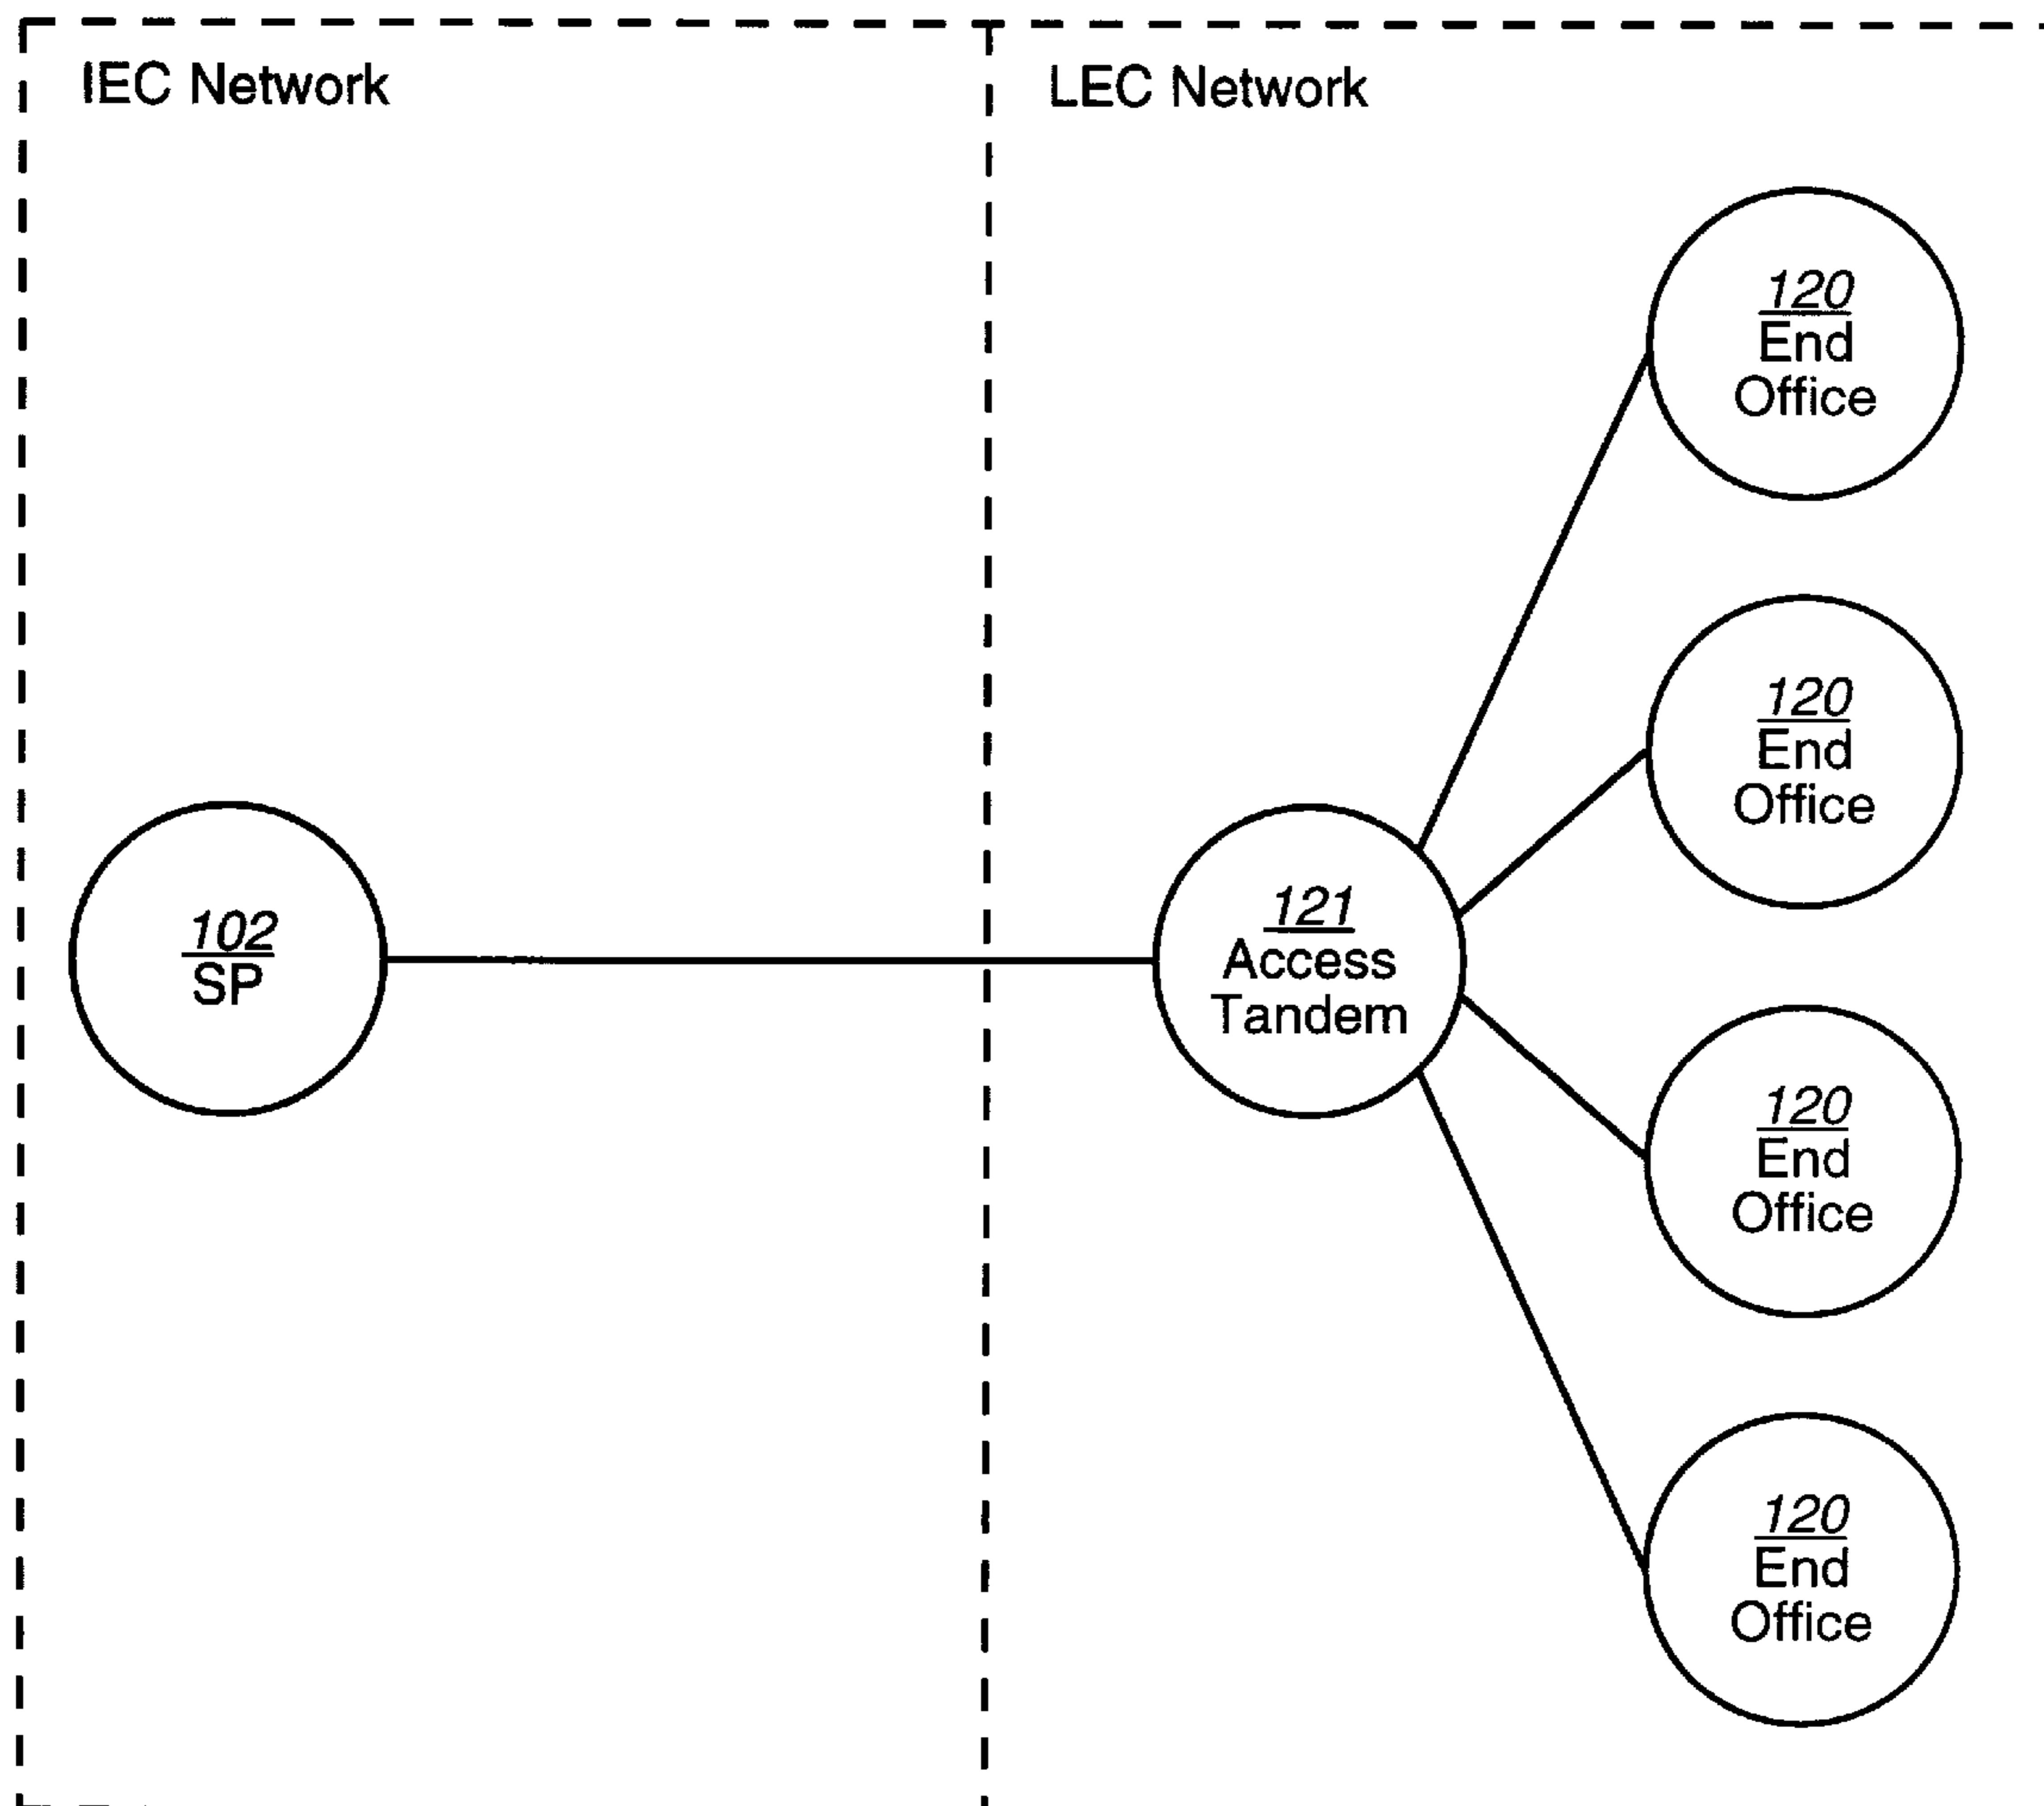 IEC Network
LEC Network
120
End
Office
120
End
Office
102
SP
121
Access
Tandem
120
End
Office
120
End
Office